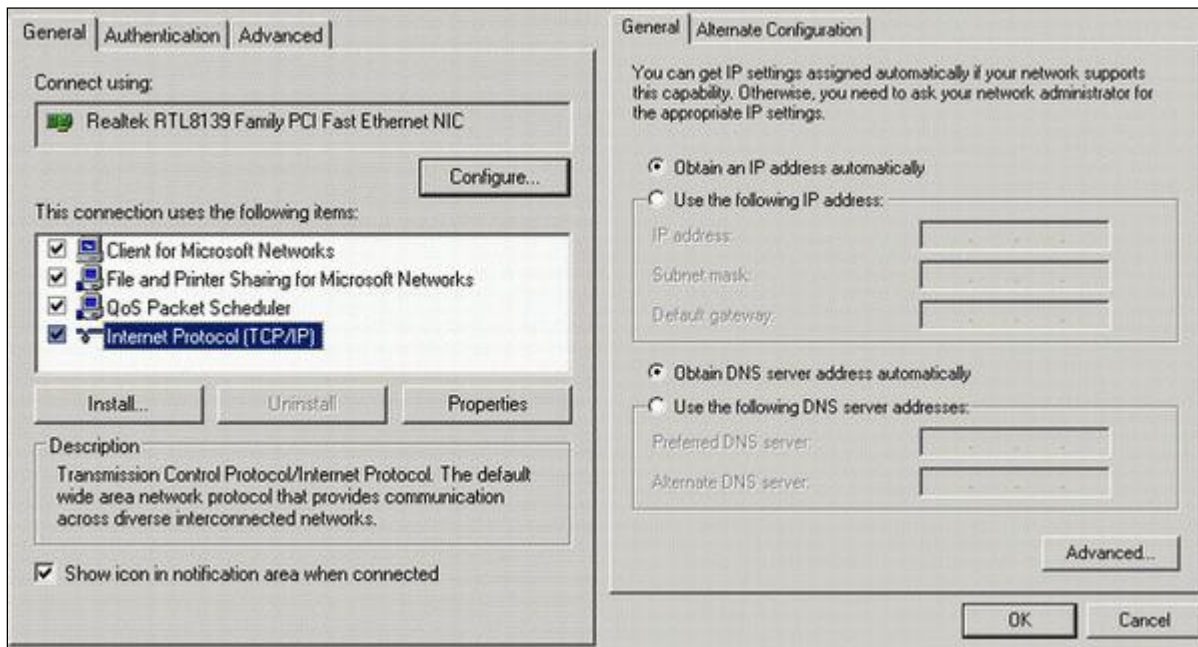 General
Authentication
Advanced
Connect using:
Realtek RTL8139 Family PCI Fast Ethernet NIC
Configure...
This connection uses the following items:
Client for Microsoft Networks
File and Printer Sharing for Microsoft Networks
QoS Packet Scheduler
Internet Protocol (TCP/IP)
Install...
Uninstall
Properties
Description
Transmission Control Protocol/Internet Protocol. The default
wide area network protocol that provides communication
across diverse interconnected networks.
Show icon in notification area when connected
General
Alternate Configuration
You can get IP settings assigned automatically if your network supports
this capability. Otherwise, you need to ask your network administrator for
the appropriate IP settings.
Obtain an IP address automatically
Use the following IP address:
IP address:
Subnet mask:
Default gateway:
Obtain DNS server address automatically
Use the following DNS server addresses:
Preferred DNS server:
Alternate DNS server:
Advanced...
OK
Cancel